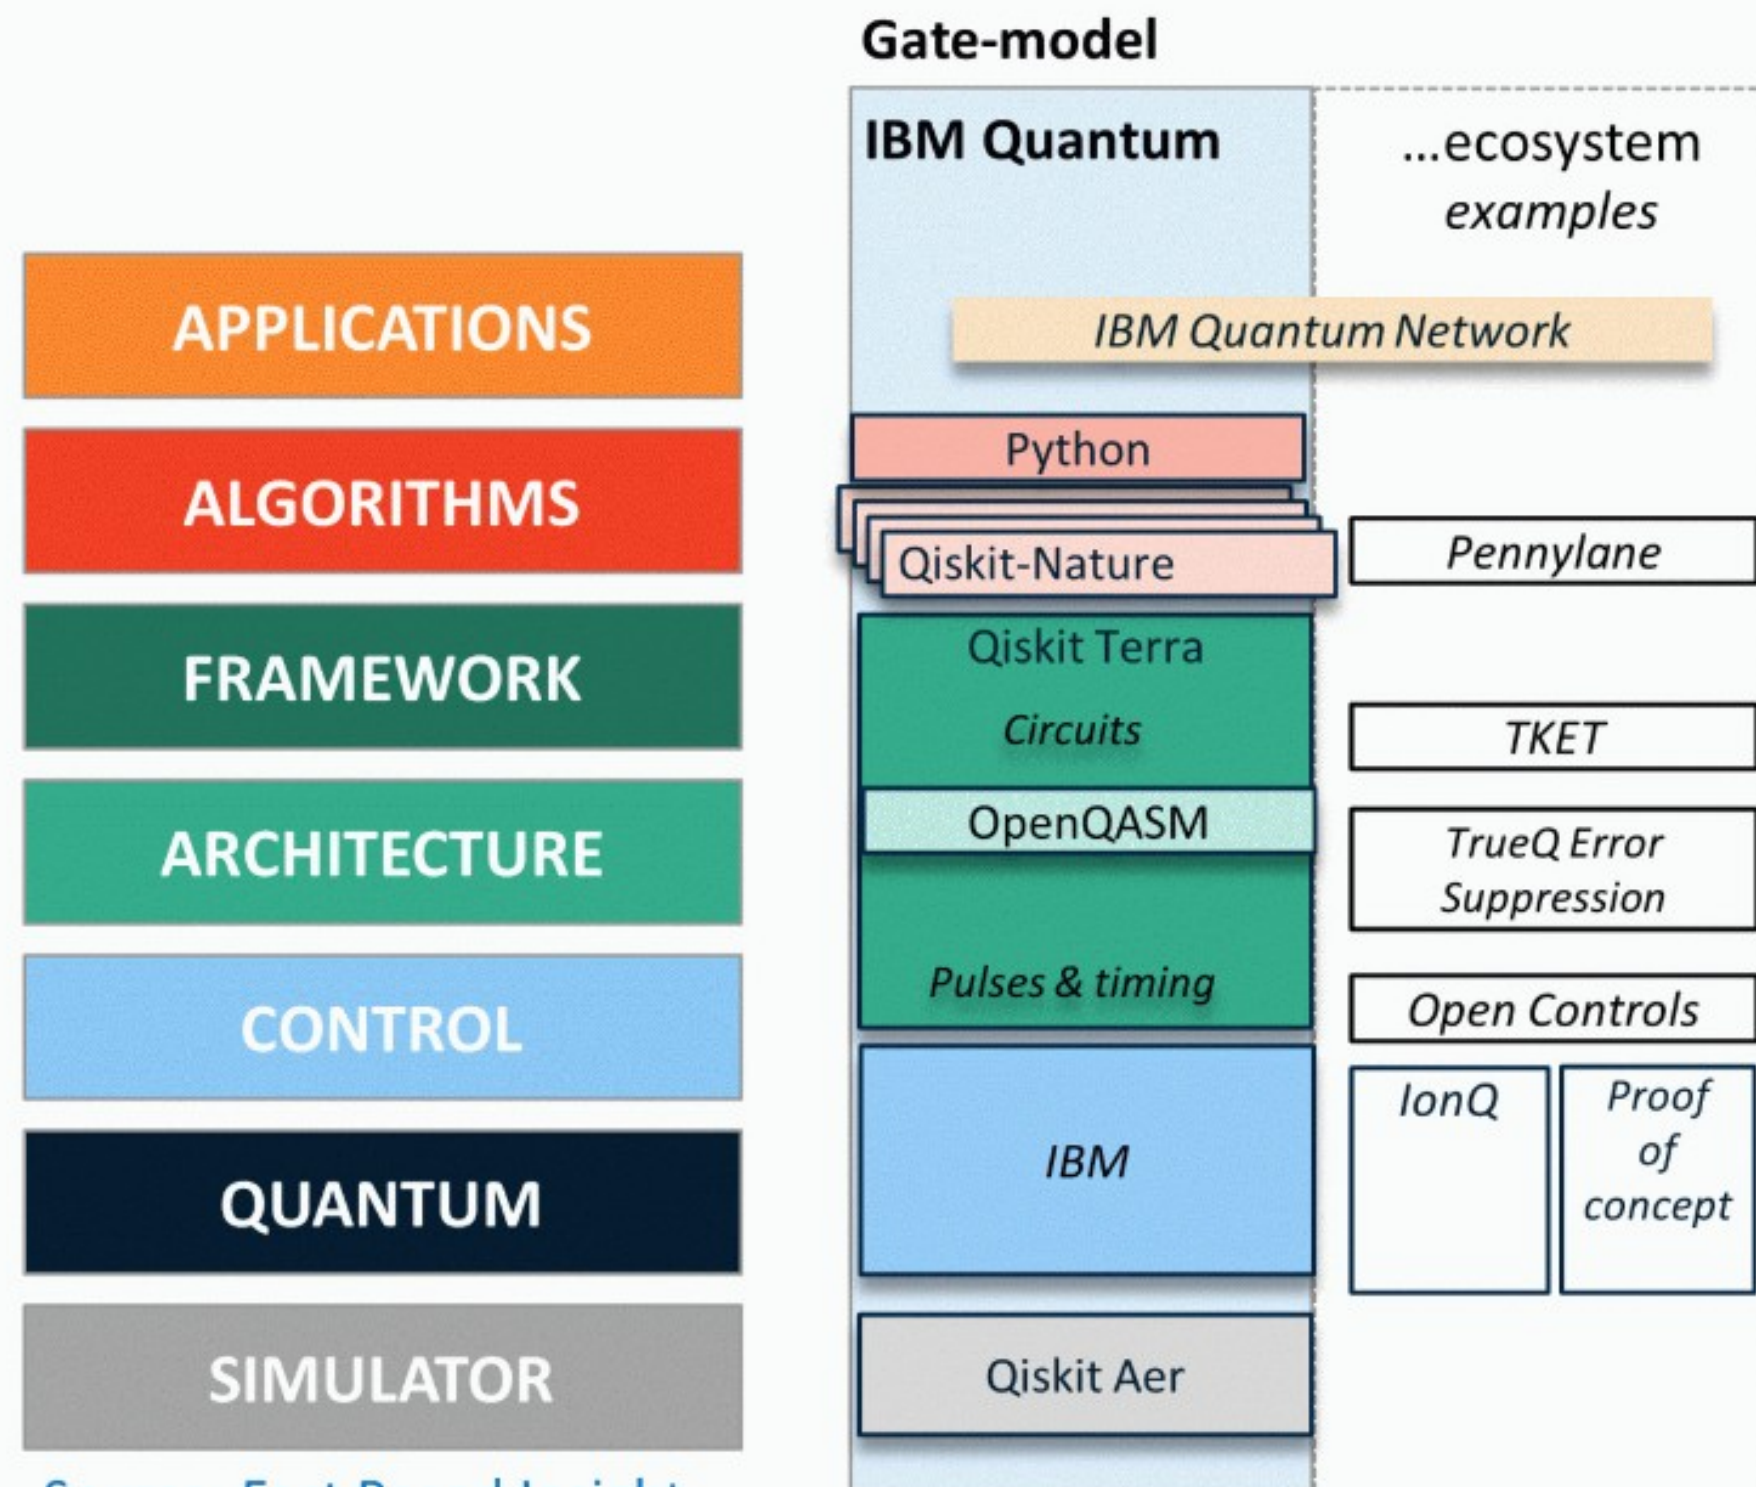 Gate-model
IBM Quantum
...ecosystem
examples
APPLICATIONS
IBM Quantum Network
ALGORITHMS
Python
Qiskit-Nature
Pennylane
FRAMEWORK
Qiskit Terra
Circuits
TKET
ARCHITECTURE
OpenQASM
TrueQ Error
Suppression
Pulses & timing
CONTROL
Open Controls
QUANTUM
IBM
IonQ
Proof
of
concept
SIMULATOR
Qiskit Aer